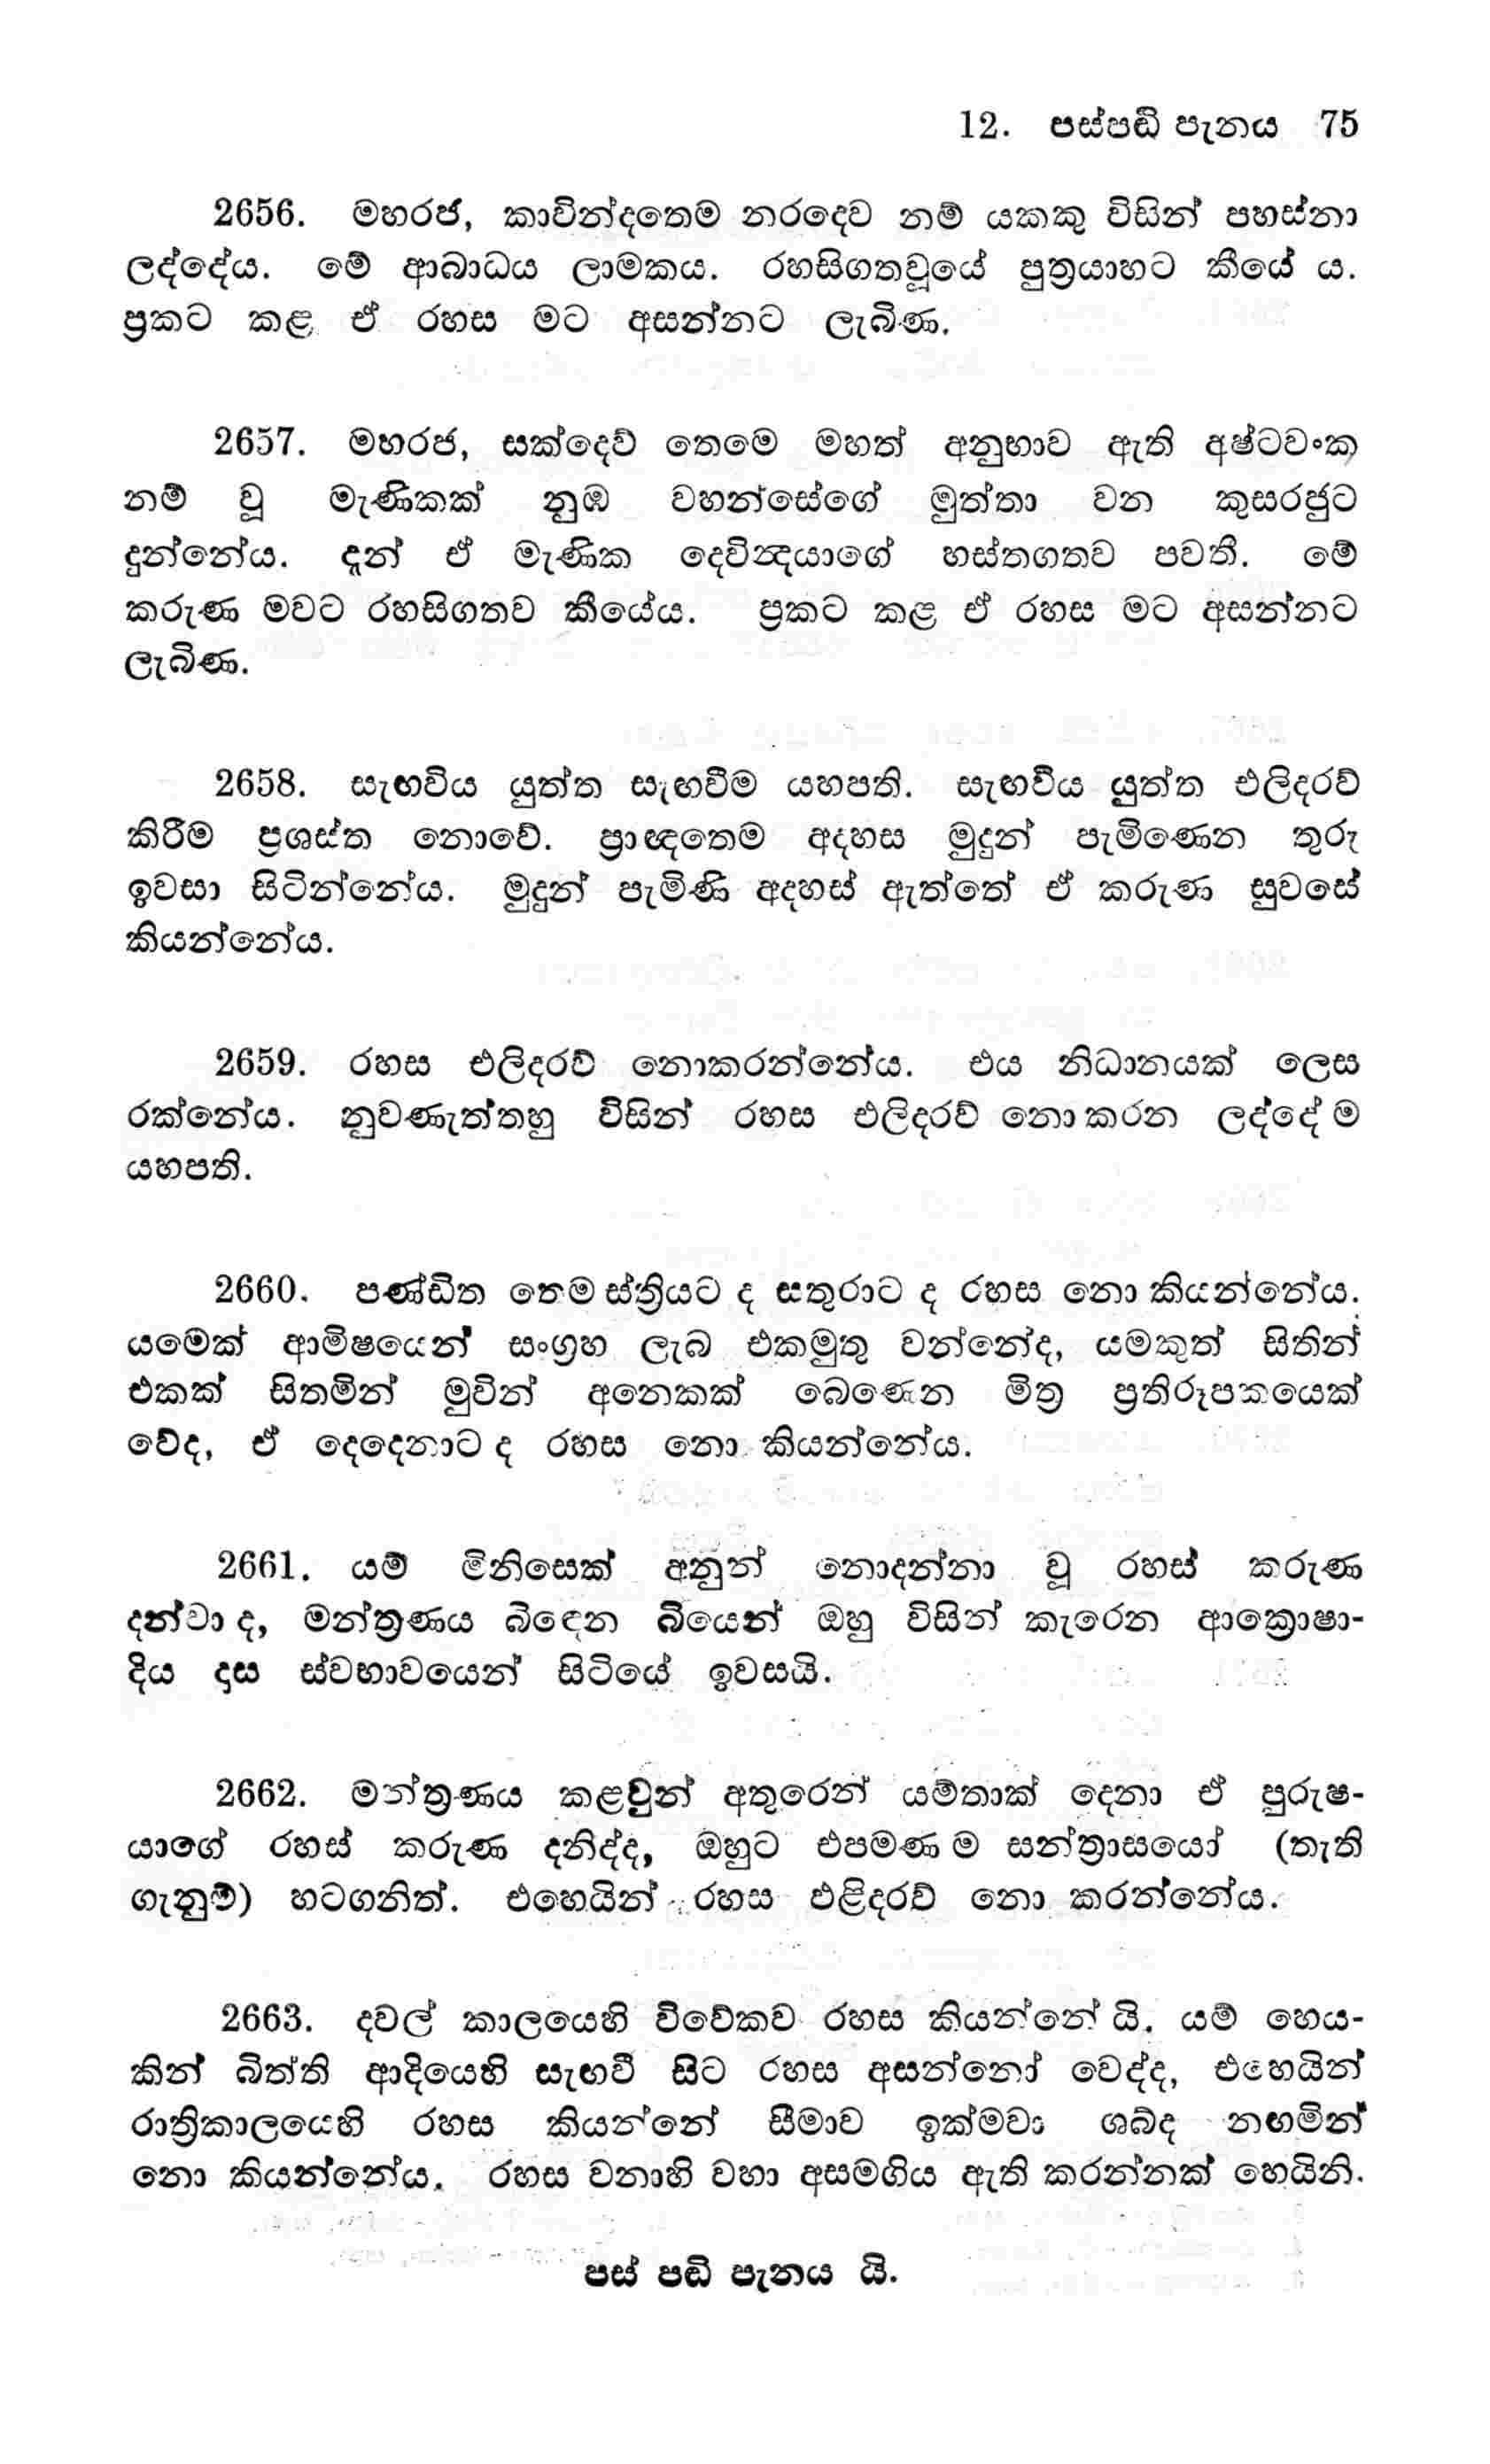 12. පස්පඬි පැනය 75
2656. මහරජ, කාවින්දතෙම නරදෙව නම් යකකු විසින් පහස්නා
ලද්දේය. මේ ආබාධය ලාමකය. රහසිගතවූයේ පුත්‍රයාහට කීයේ ය.
ප්‍රකට කළ ඒ රහස මට අසන්නට ලැබිණ.
2657. මහරජ, සක්දෙව් තෙමෙ මහත් අනුභාව ඇති අෂ්ටවංක
නම් වූ මැණිකක් නුඹ වහන්සේගේ මුත්තා වන කුසරජුට
දුන්නේය. දැන් ඒ මැණික දෙවින්‍දයාගේ හස්තගතව පවතී. මේ
කරුණ මවට රහසිගතව කීයේය. ප්‍රකට කළ ඒ රහස මට අසන්නට
ලැබිණ.
2658. සැඟවිය යුත්ත සැඟවීම යහපති. සැඟවිය යුත්ත එලිදරව්
කිරීම ප්‍රශස්ත නොවේ. ප්‍රාඥතෙම අදහස මුදුන් පැමිණෙන තුරු
ඉවසා සිටින්නේය. මුදුන් පැමිණි අදහස් ඇත්තේ ඒ කරුණ සුවසේ
කියන්නේය.
2659. රහස එලිදරව් නොකරන්නේය. එය නිධානයක් ලෙස
රක්නේය. නුවණැත්තහු විසින් රහස එලිදරව් නොකරන ලද්දේ ම
යහපති.
2660. පණ්ඩිත තෙම ස්ත්‍රියට ද සතුරාට ද රහස නො කියන්නේය.
යමෙක් ආමිෂයෙන් සංග්‍රහ ලැබ එකමුතු වන්නේද, යමකුත් සිතින්
එකක් සිතමින් මුවින් අනෙකක් බෙණෙන මිත්‍ර ප්‍රතිරූපකයෙක්
වේද, ඒ දෙදෙනාට ද රහස නො කියන්නේය.
2661. යම් මිනිසෙක් අනුන් නොදන්නා වූ රහස් කරුණ
දන්වා ද, මන්ත්‍රණය බිඳෙන බියෙන් ඔහු විසින් කැරෙන ආක්‍රොෂා-
දිය දාස ස්වභාවයෙන් සිටියේ ඉවසයි.
2662. මන්ත්‍රණය කළවුන් අතුරෙන් යම්තාක් දෙනා ඒ පුරුෂ-
යාගේ රහස් කරුණ දනිද්ද, ඔහුට එපමණ ම සන්ත්‍රාසයෝ (තැති
ගැනුම්) හටගනිත්. එහෙයින් රහස එළිදරව් නො කරන්නේය.
2663. දවල් කාලයෙහි විවේකව රහස කියන්නේ යි. යම් හෙය-
කින් බිත්ති ආදියෙහි සැඟවී සිට රහස අසන්නෝ වෙද්ද, එහෙයින්
රාත්‍රිකාලයෙහි රහස කියන්නේ සීමාව ඉක්මවා ශබ්ද නඟමින්
නො කියන්නේය. රහස වනාහි වහා අසමගිය ඇති කරන්නක් හෙයිනි.
පස් පඬි පැනය යි.